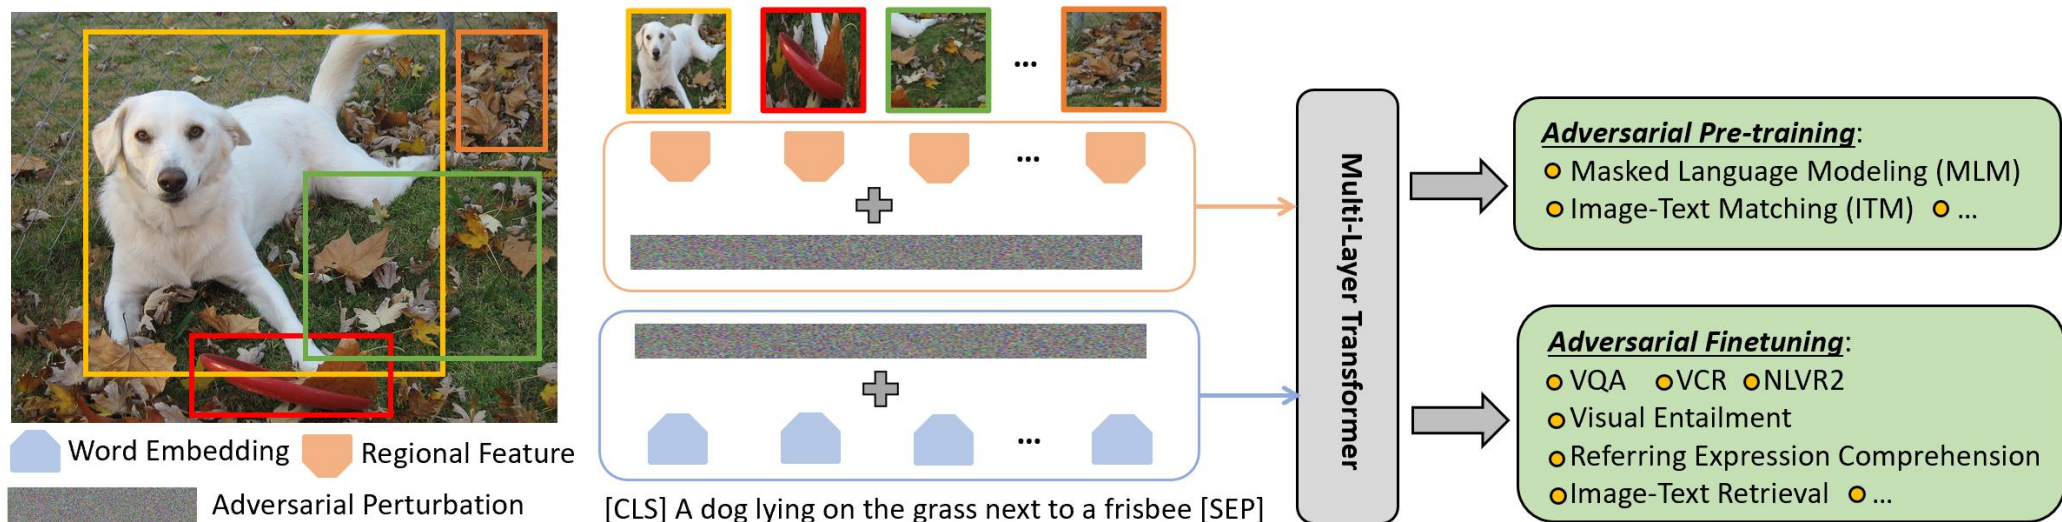 Word Embedding
Regional Feature
Adversarial Perturbation
...
...
...
[CLS] A dog lying on the grass next to a frisbee [SEP]
Multi-Layer Transformer
Adversarial Pre-training:
Masked Language Modeling (MLM)
Image-Text Matching (ITM) ...
Adversarial Finetuning:
VQA VCR NLVR2
Visual Entailment
Referring Expression Comprehension
Image-Text Retrieval ...